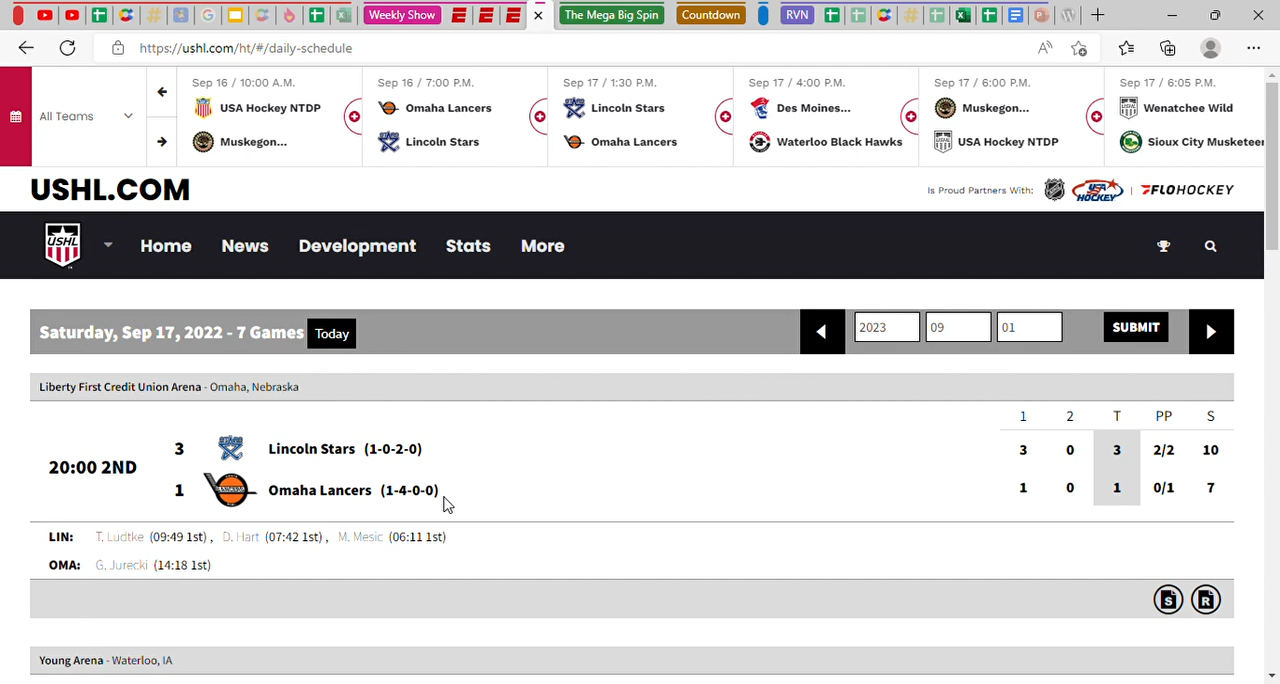 Weekly Show
The Mega Big Spin
Countdown
RVN
https://ushl.com/ht/#/daily-schedule
All Teams
Sep 16 / 10:00 A.M.
USA Hockey NTDP
Muskegon...
Sep 16 / 7:00 P.M.
Omaha Lancers
Lincoln Stars
Sep 17 / 1:30 P.M.
Lincoln Stars
Omaha Lancers
Sep 17 / 4:00 P.M.
Des Moines...
Waterloo Black Hawks
Sep 17 / 6:00 P.M.
Muskegon...
USA Hockey NTDP
Sep 17 / 6:05 P.M.
Wenatchee Wild
Sioux City Musketeer
USHL.COM
Is Proud Partners With:
USA HOCKEY
| FLOHOCKEY
USHL
Home News Development Stats More
Saturday, Sep 17, 2022 - 7 Games Today
2023 09 01 SUBMIT
Liberty First Credit Union Arena - Omaha, Nebraska
1 2 T PP S
20:00 2ND
3 Lincoln Stars (1-0-2-0) 3 0 3 2/2 10
1 Omaha Lancers (1-4-0-0) 1 0 1 0/1 7
LIN: T. Ludtke (09:49 1st) , D. Hart (07:42 1st) , M. Mesic (06:11 1st)
OMA: G. Jurecki (14:18 1st)
S R
Young Arena - Waterloo, IA